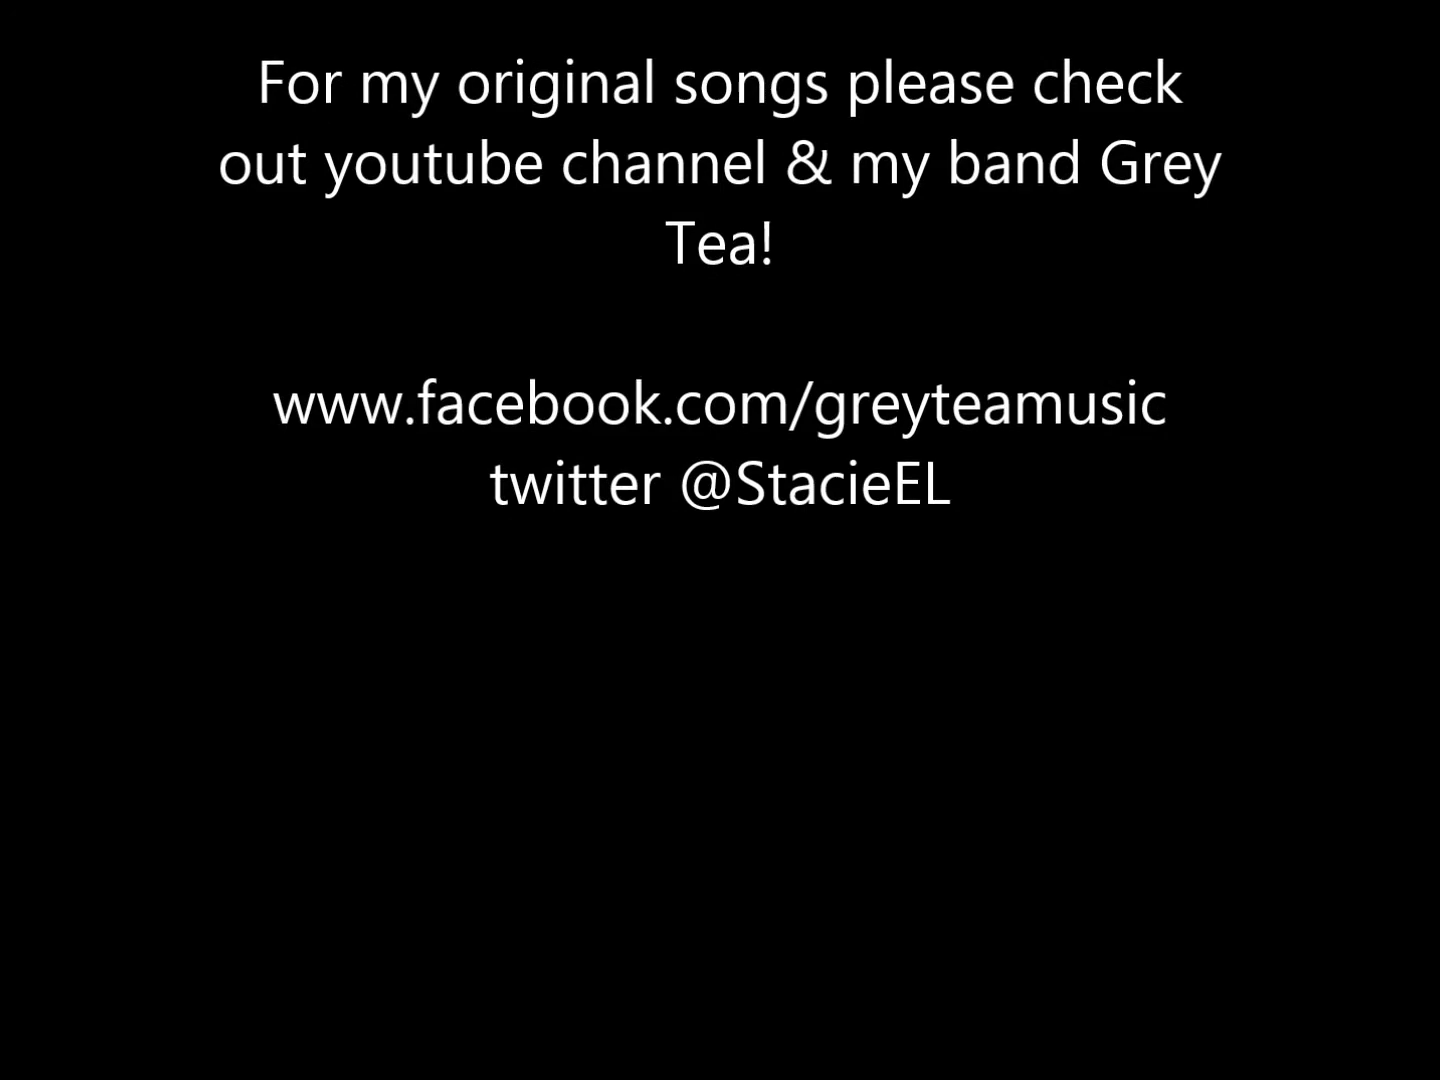 For my original songs please check
out youtube channel & my band Grey
Tea!
www.facebook.com/greyteamusic
twitter @StacieEL